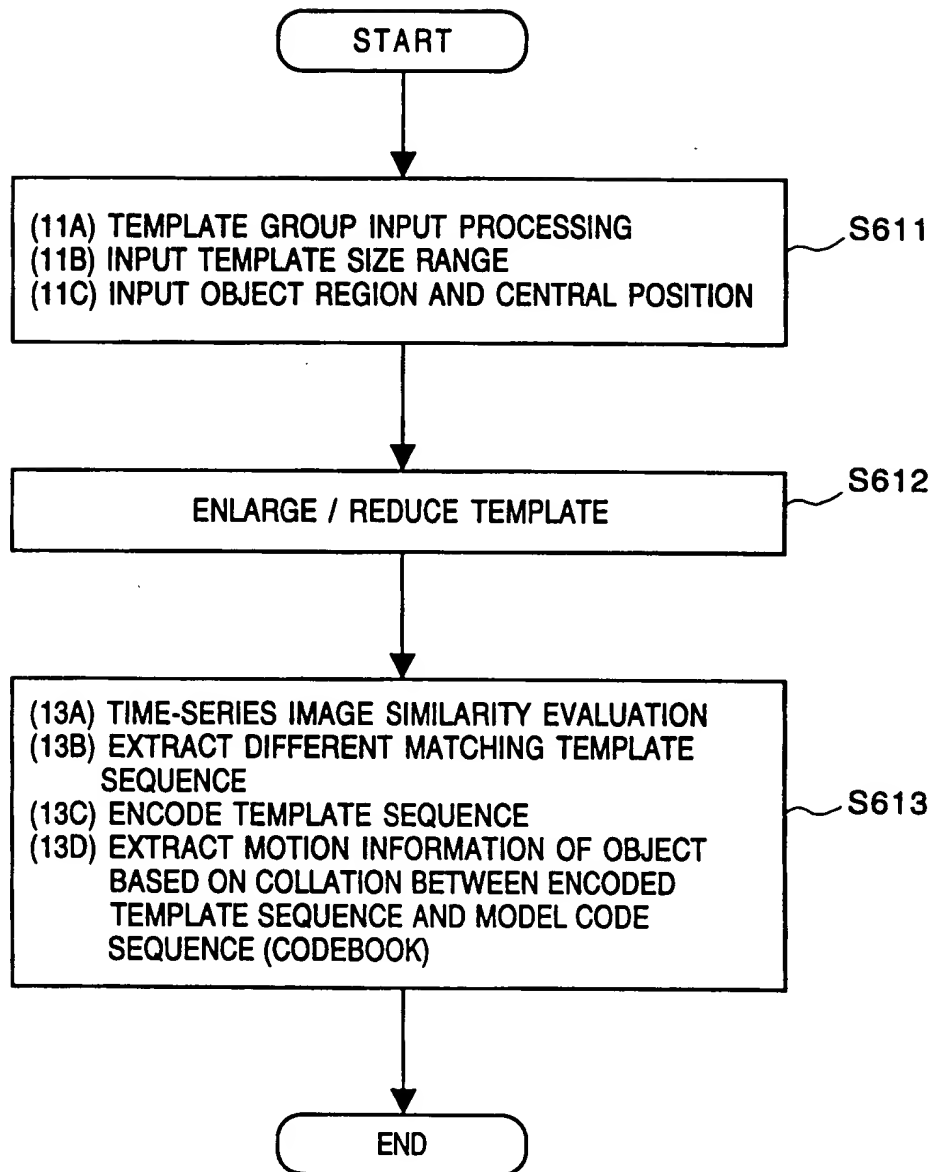 START
(11A) TEMPLATE GROUP INPUT PROCESSING
(11B) INPUT TEMPLATE SIZE RANGE
(11C) INPUT OBJECT REGION AND CENTRAL POSITION
S611
ENLARGE / REDUCE TEMPLATE
S612
(13A) TIME-SERIES IMAGE SIMILARITY EVALUATION
(13B) EXTRACT DIFFERENT MATCHING TEMPLATE
SEQUENCE
(13C) ENCODE TEMPLATE SEQUENCE
(13D) EXTRACT MOTION INFORMATION OF OBJECT
BASED ON COLLATION BETWEEN ENCODED
TEMPLATE SEQUENCE AND MODEL CODE
SEQUENCE (CODEBOOK)
S613
END